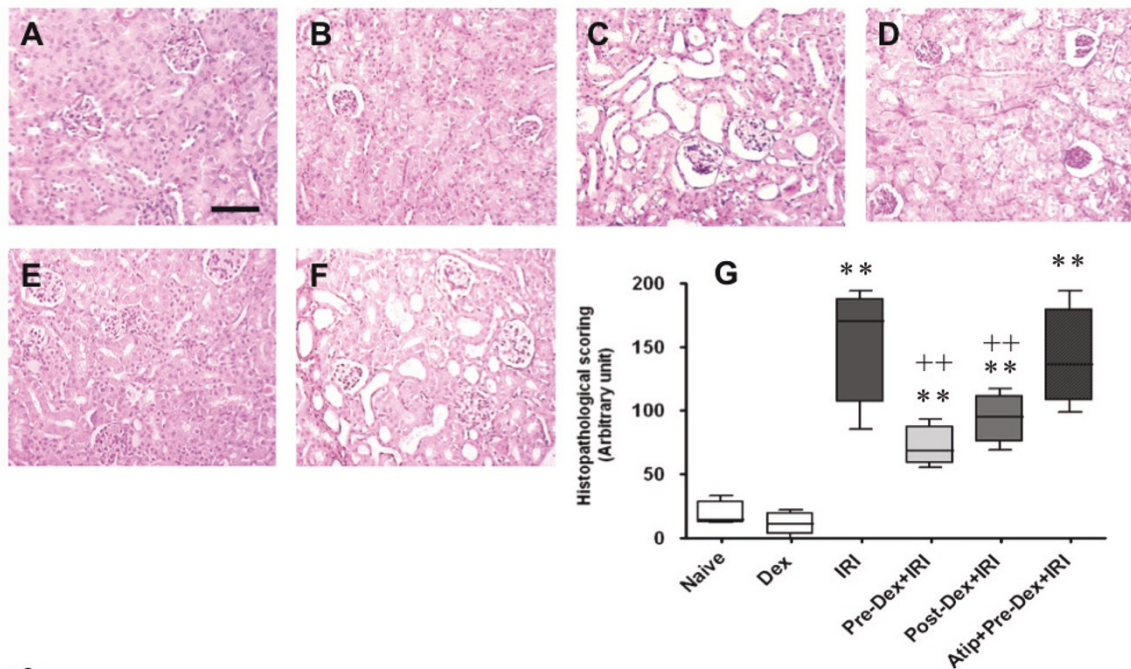 A
B
C
D
E
F
G
Histopathological scoring
(Arbitrary unit)
200
150
100
50
0
**
++
**
++
**
**
Naive
Dex
IRI
Pre-Dex+IRI
Post-Dex+IRI
Atip+Pre-Dex+IRI